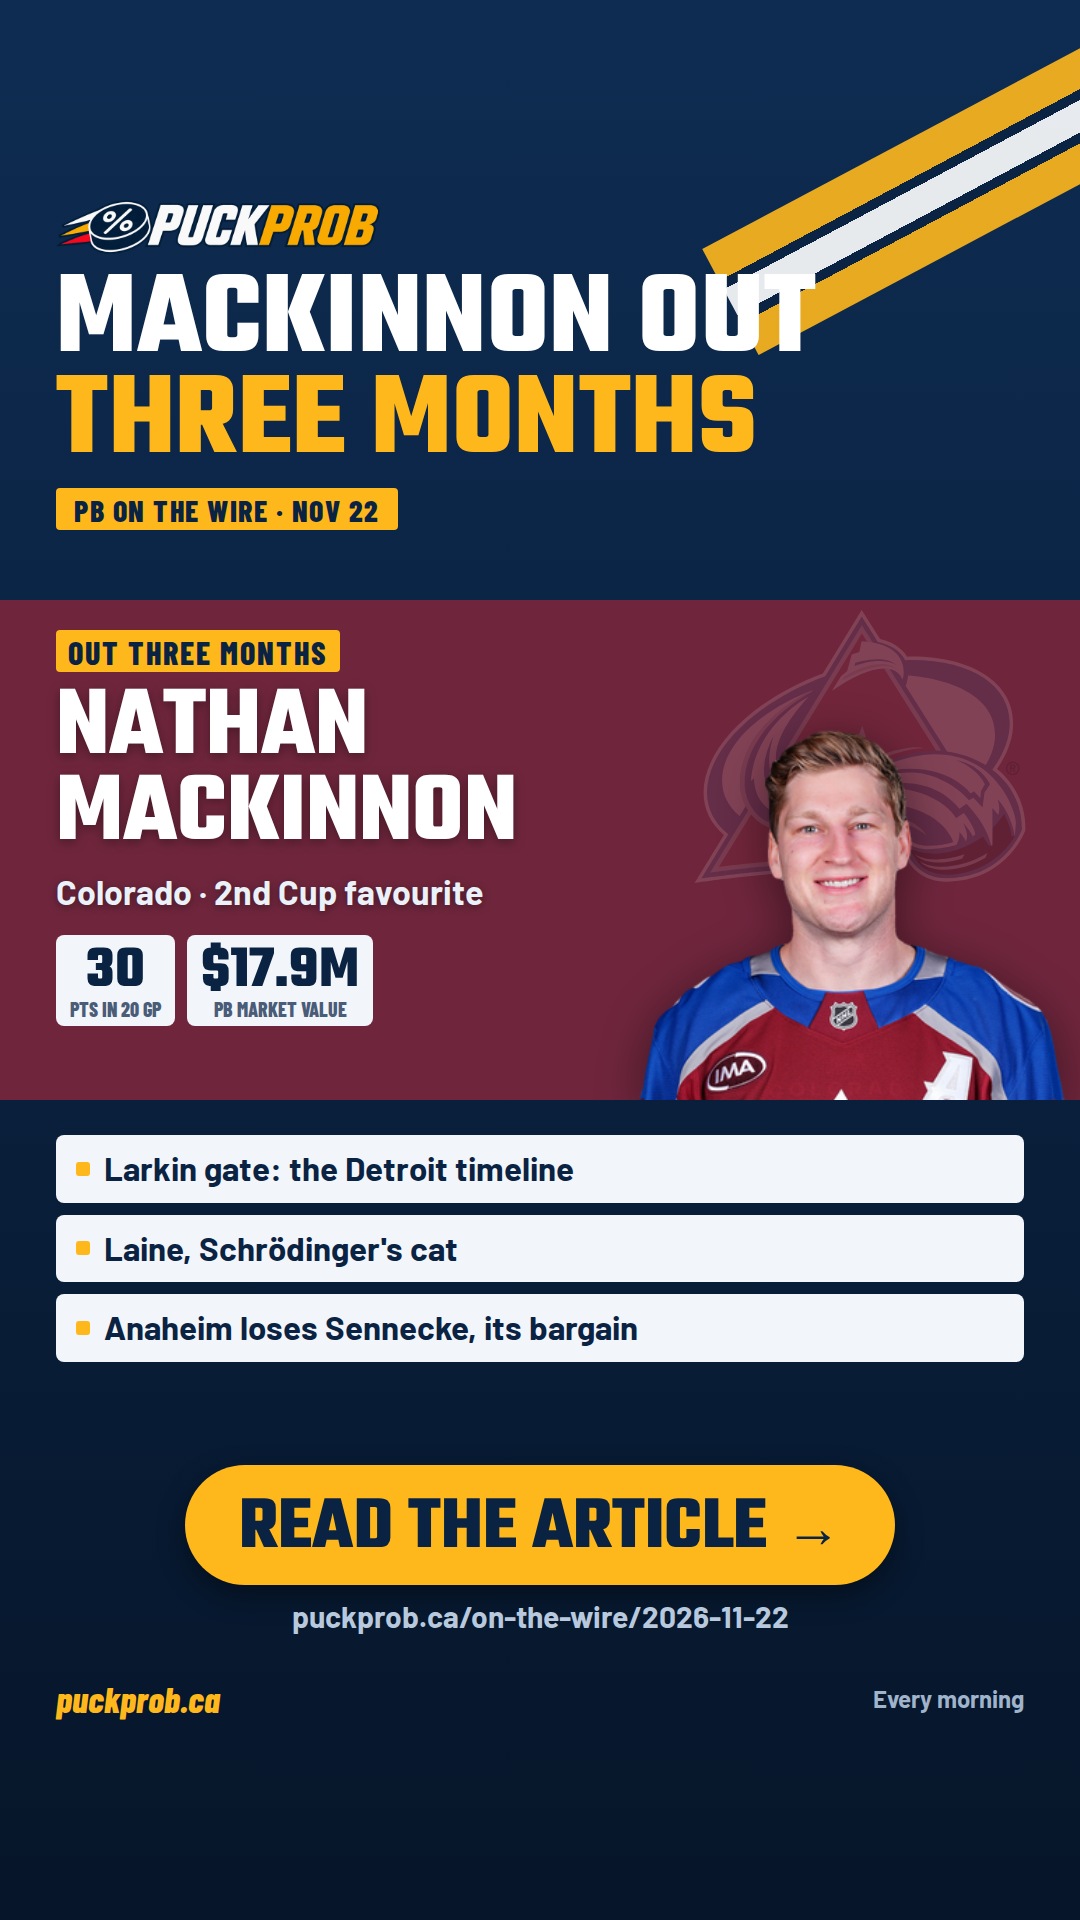 PUCKPROB
MACKINNON OUT
THREE MONTHS
PB ON THE WIRE · NOV 22
OUT THREE MONTHS
NATHAN
MACKINNON
Colorado · 2nd Cup favourite
30
PTS IN 20 GP
$17.9M
PB MARKET VALUE
NHL
IMA
A
Larkin gate: the Detroit timeline
Laine, Schrödinger's cat
Anaheim loses Sennecke, its bargain
READ THE ARTICLE →
puckprob.ca/on-the-wire/2026-11-22
puckprob.ca
Every morning